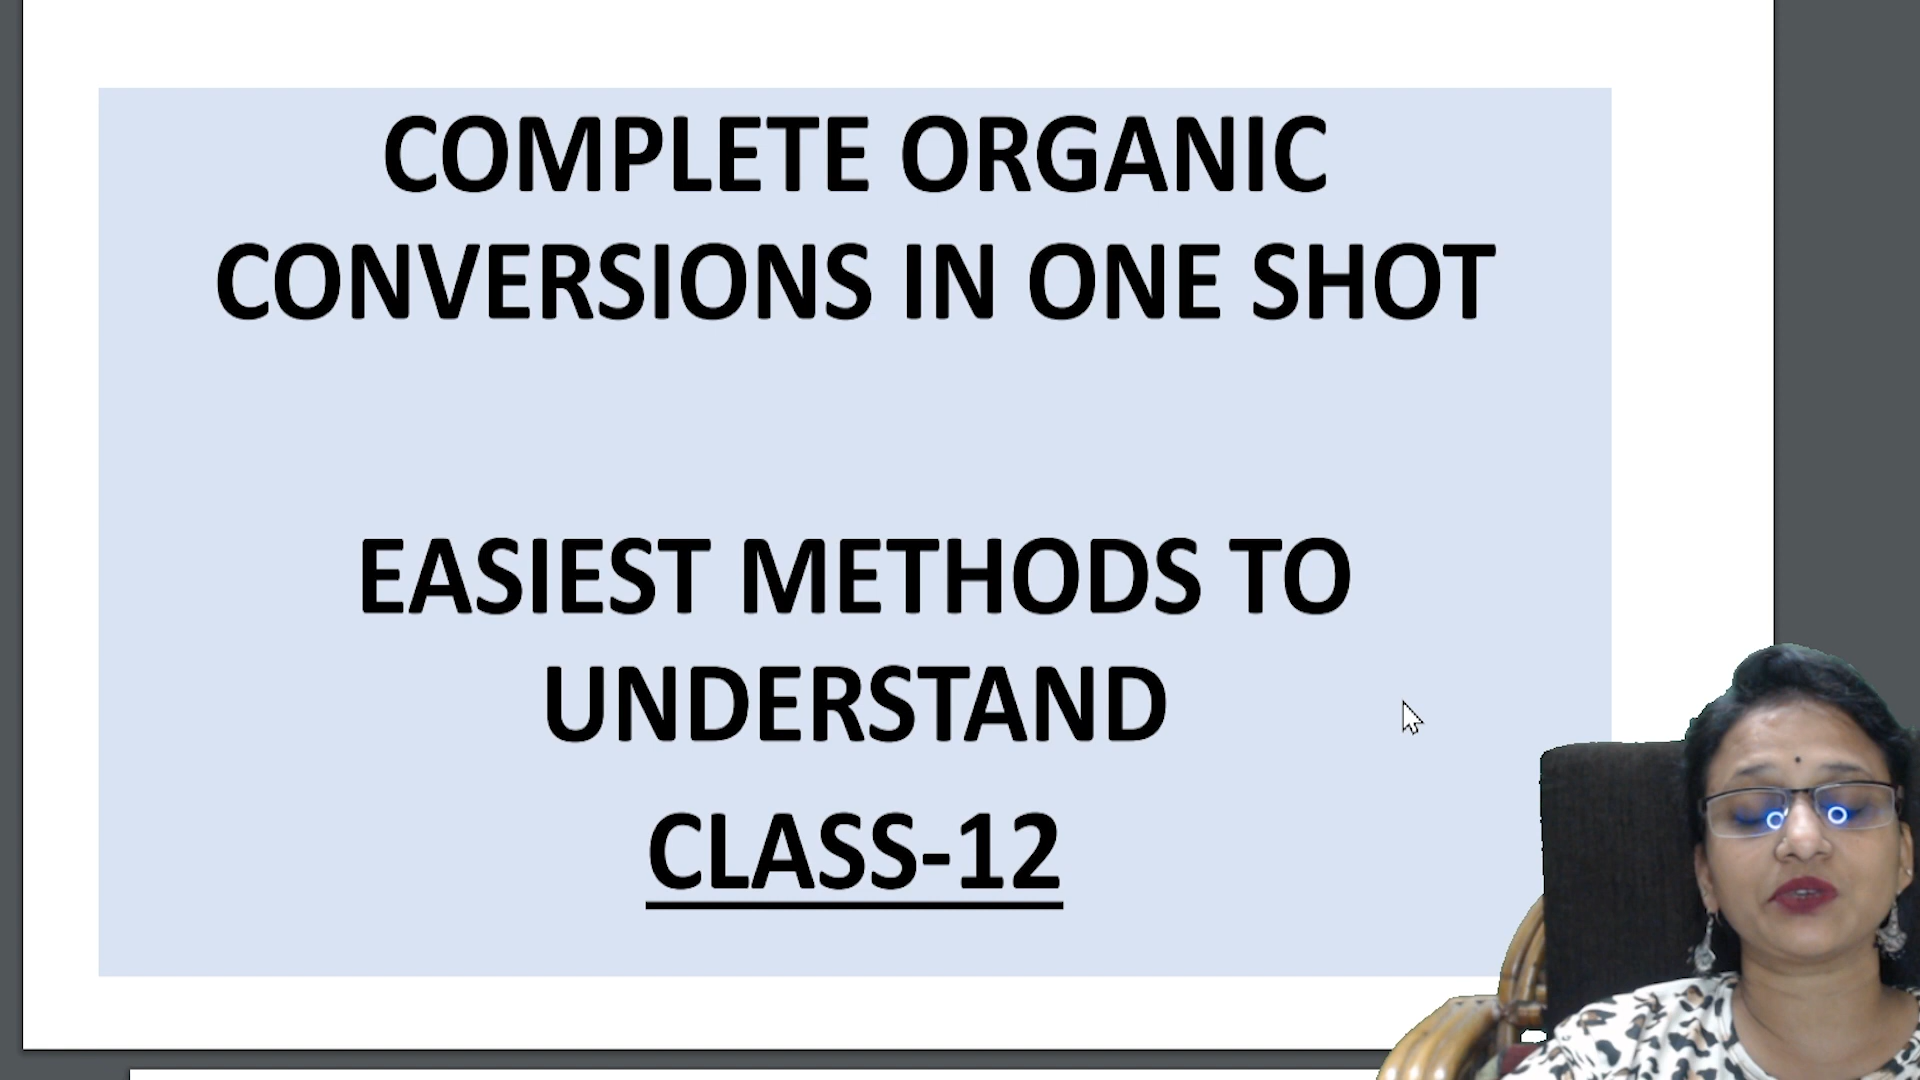 COMPLETE ORGANIC
CONVERSIONS IN ONE SHOT
EASIEST METHODS TO
UNDERSTAND
CLASS-12